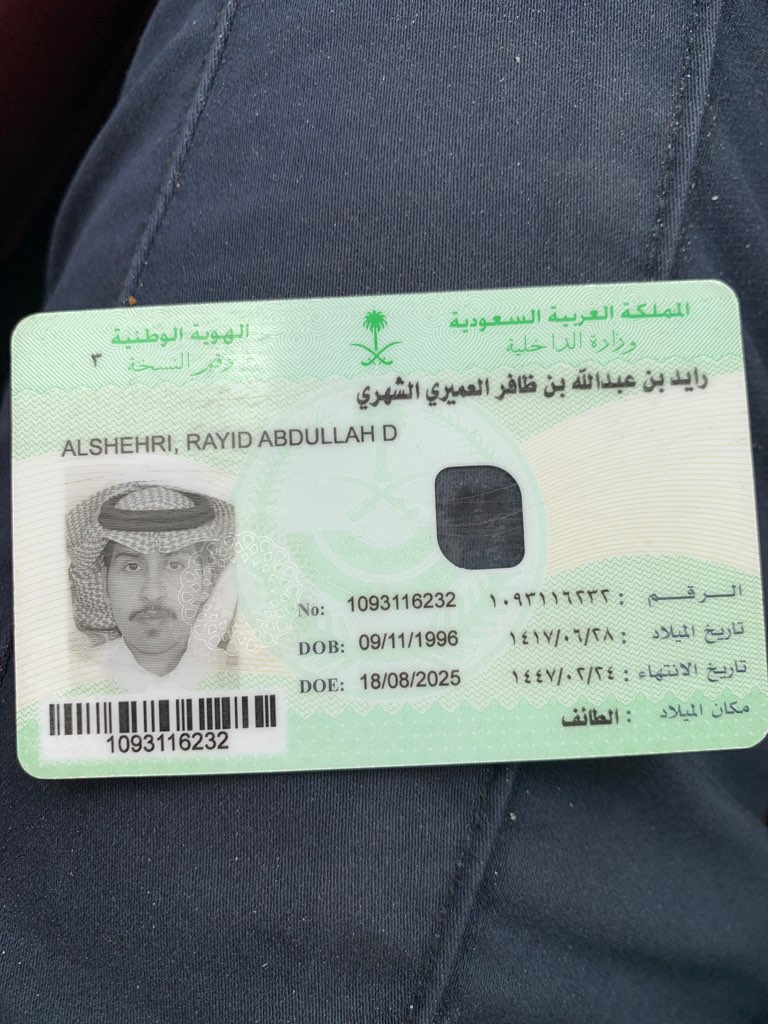 المملكة العربية السعودية
وزارة الداخلية
الهوية الوطنية
رقم النسخة ٣
رايد بن عبدالله بن ظافر العميري الشهري
ALSHEHRI, RAYID ABDULLAH D
No: 1093116232 الـرقـم : ١٠٩٣١١٦٢٣٢
DOB: 09/11/1996 تاريخ الميلاد : ١٤١٧/٠٦/٢٨
DOE: 18/08/2025 تاريخ الانتهاء : ١٤٤٧/٠٢/٢٤
مكان الميلاد : الطائف
1093116232